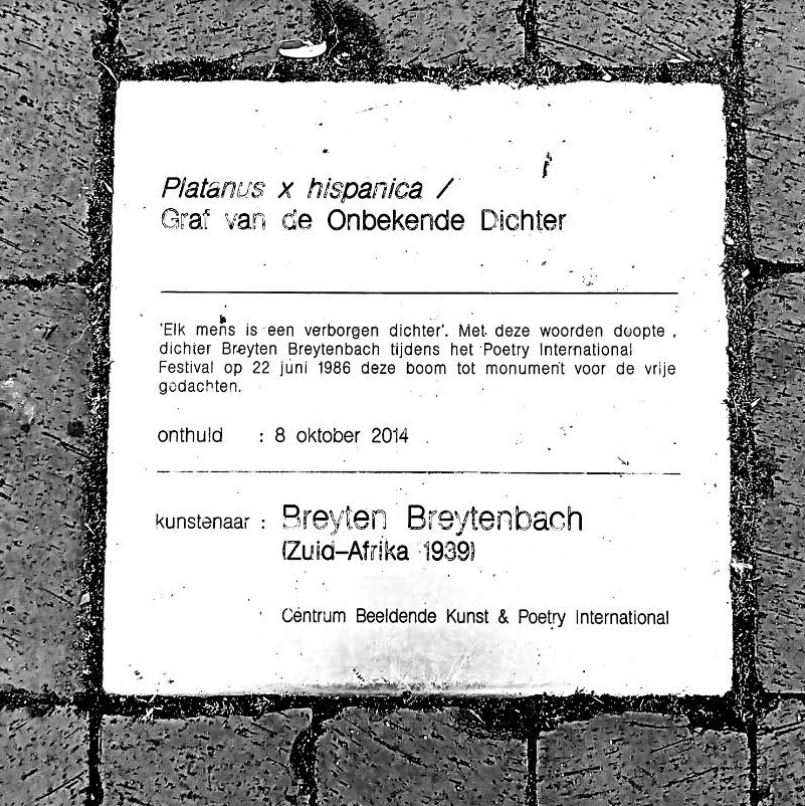 Platanus x hispanica /
Graf van de Onbekende Dichter
'Elk mens is een verborgen dichter'. Met deze woorden doopte
dichter Breyten Breytenbach tijdens het Poetry International
Festival op 22 juni 1986 deze boom tot monument voor de vrije
gedachten.
onthuld : 8 oktober 2014
kunstenaar : Breyten Breytenbach
(Zuid-Afrika 1939)
Centrum Beeldende Kunst & Poetry International